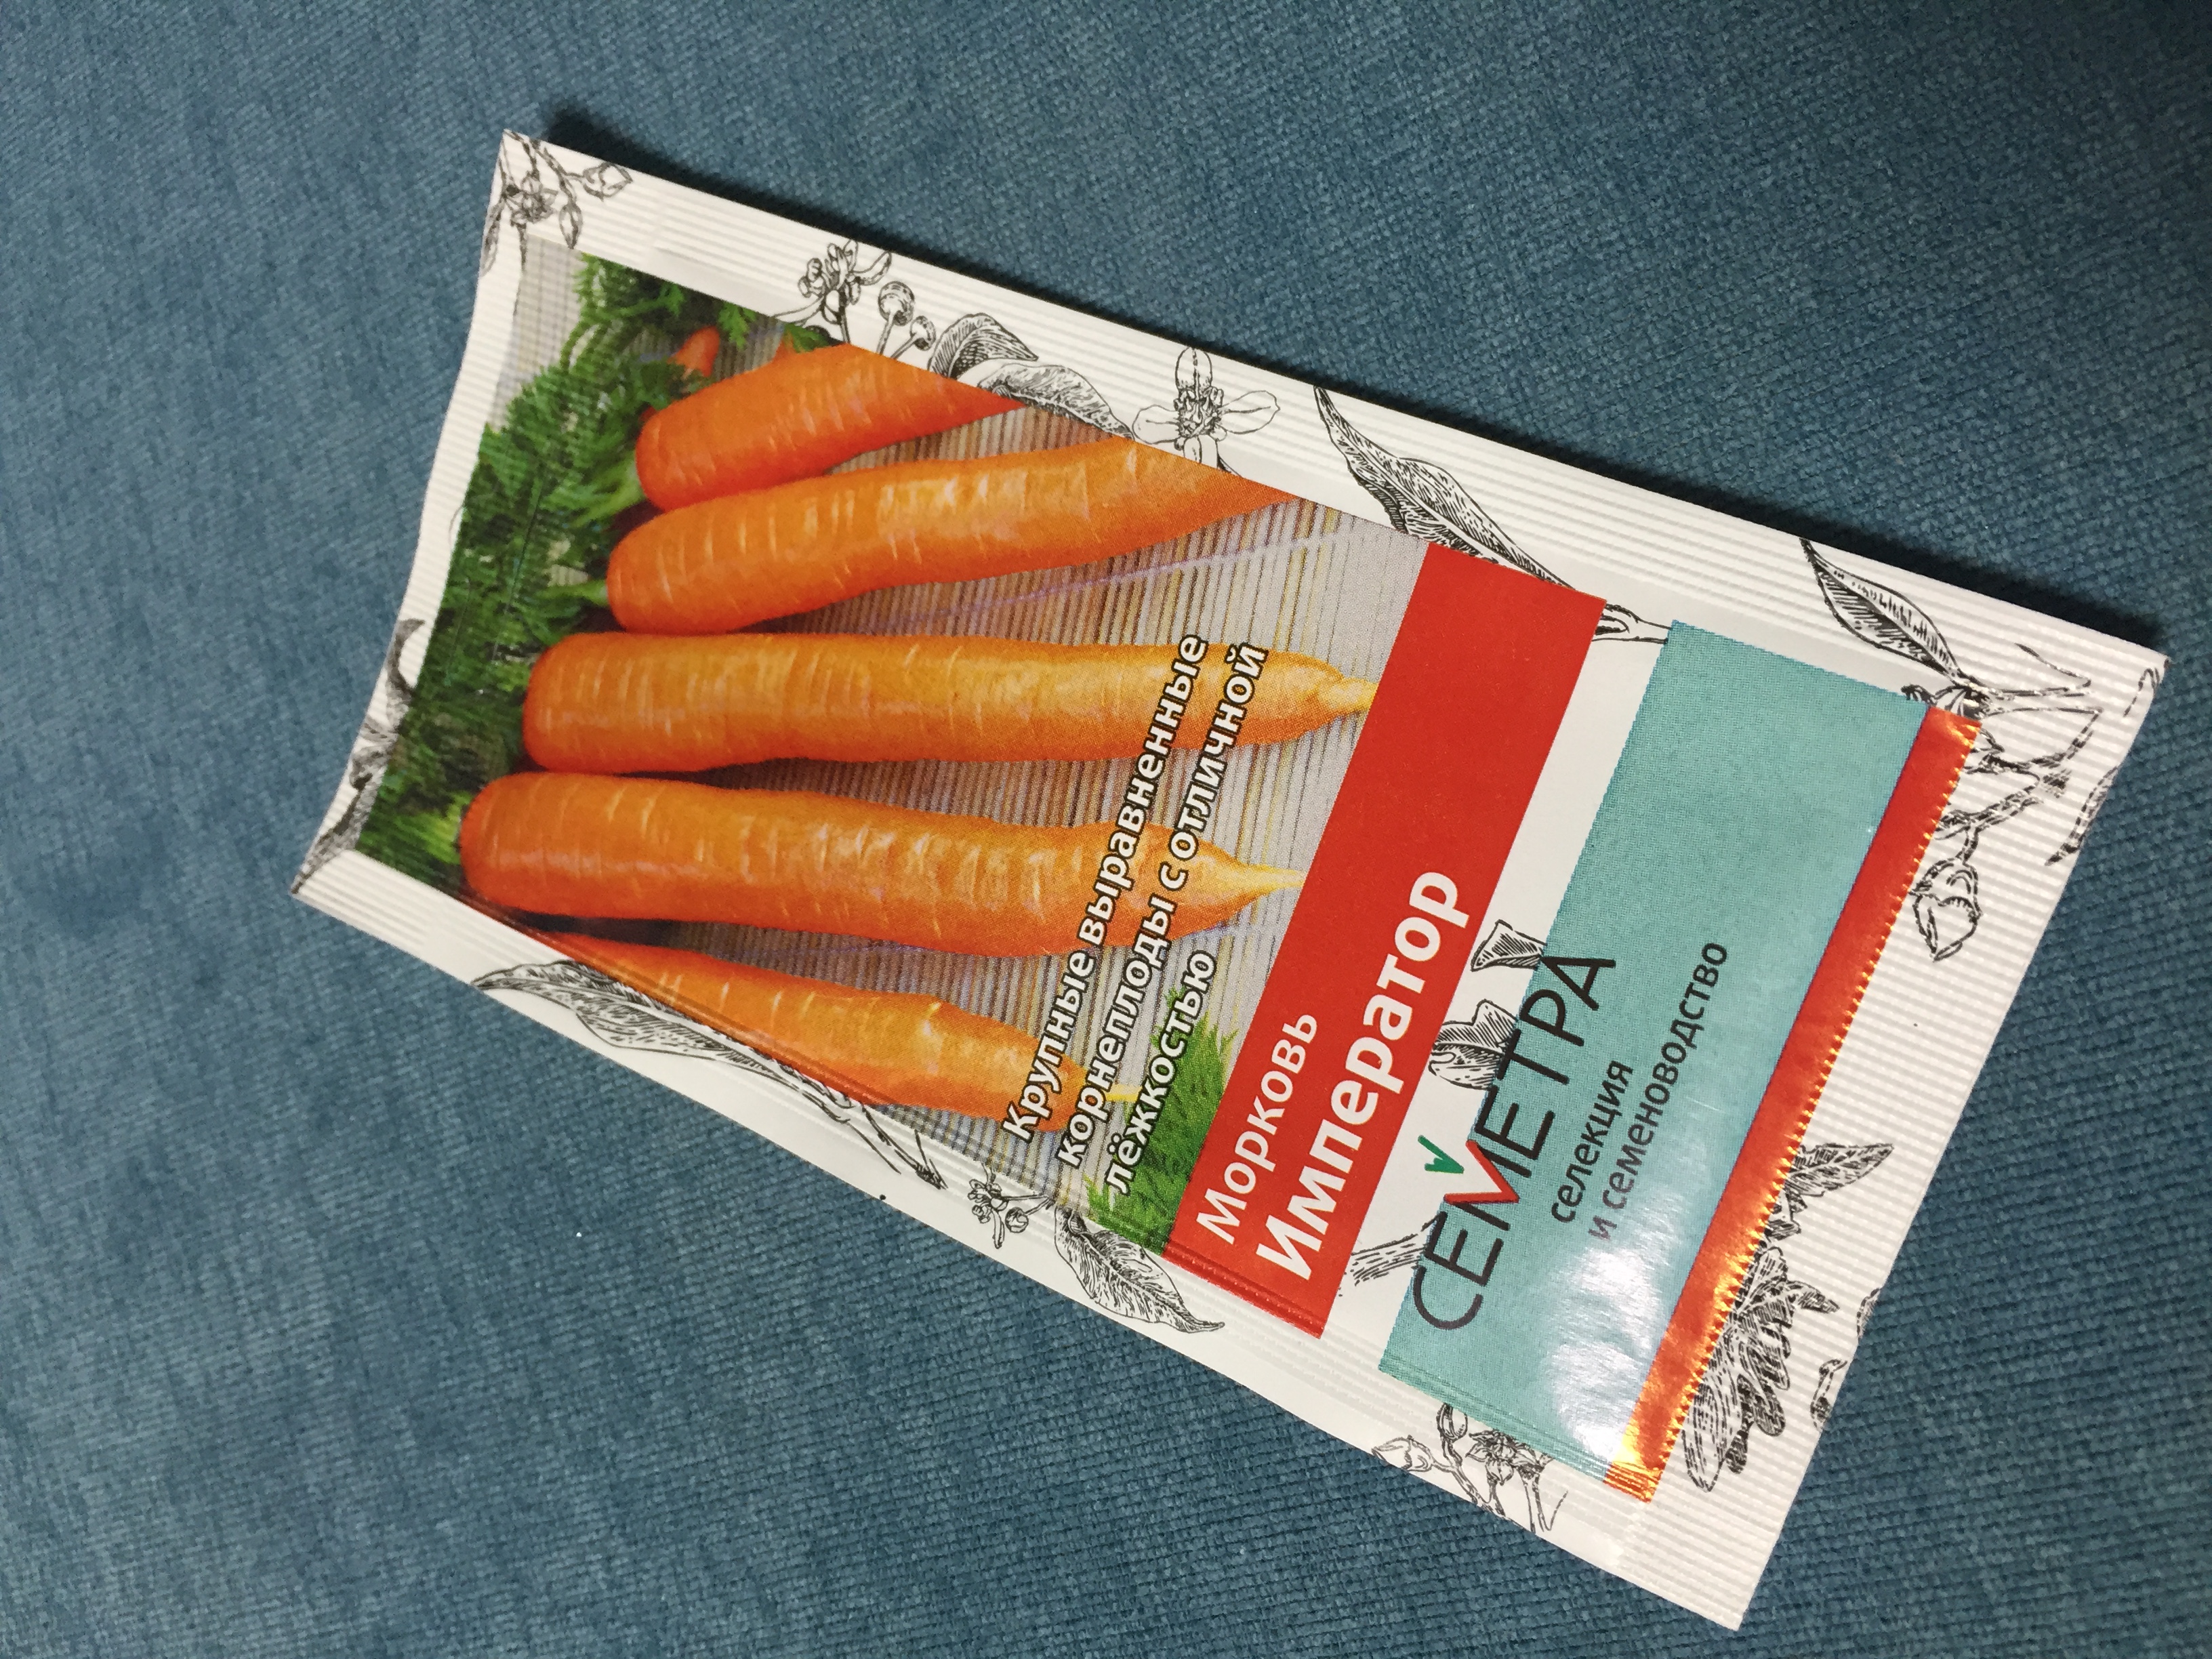 СЕМЕТРА
селекция
и семеноводство
Морковь
Император
Крупные выравненные
корнеплоды с отличной
лёжкостью